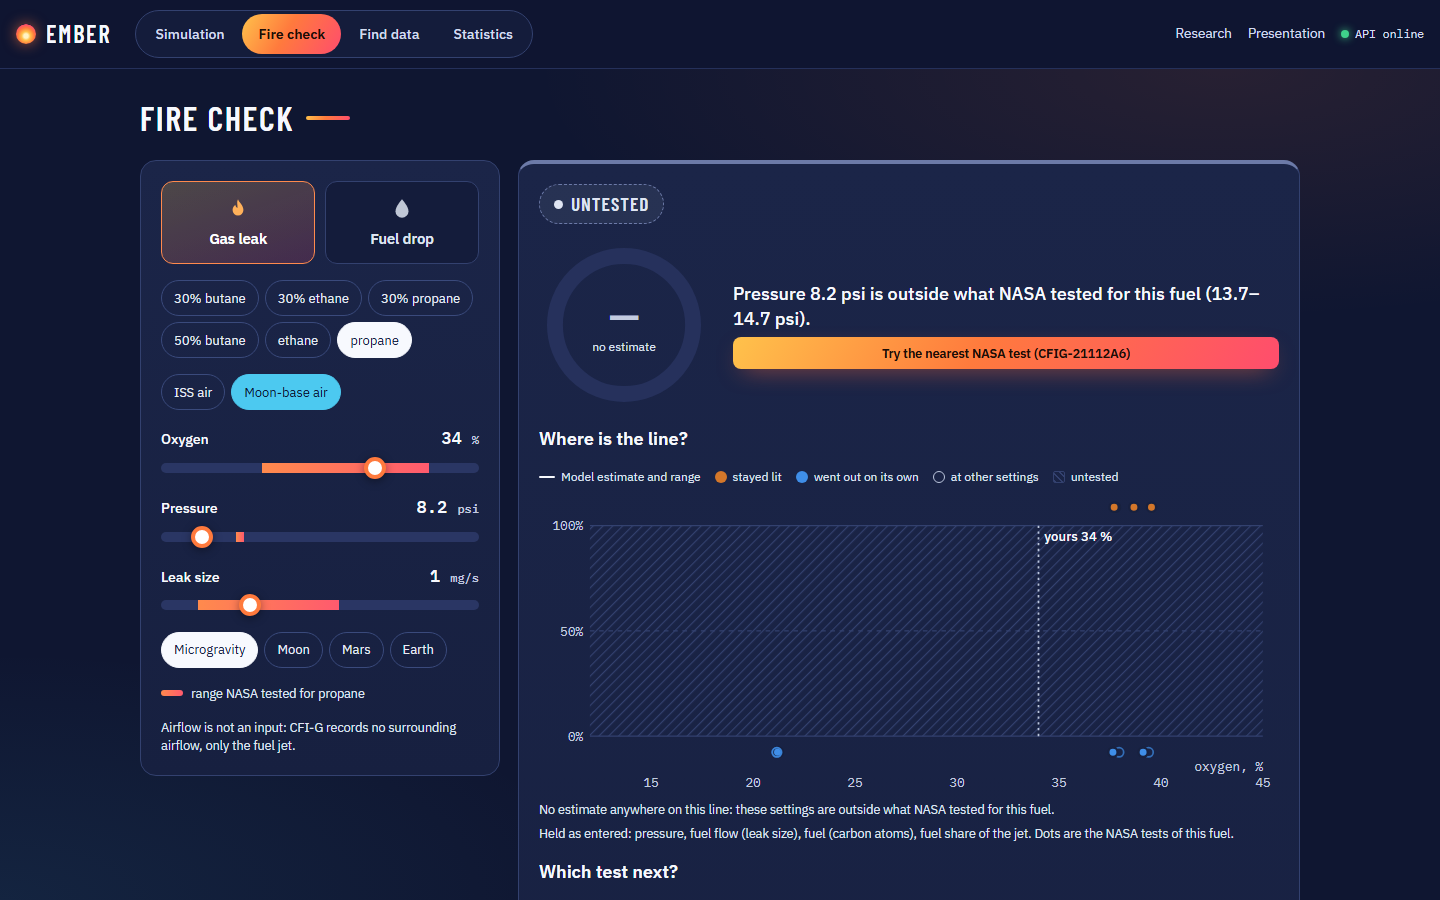 EMBER
Simulation
Fire check
Find data
Statistics
Research
Presentation
API online
FIRE CHECK
Gas leak
Fuel drop
30% butane
30% ethane
30% propane
50% butane
ethane
propane
ISS air
Moon-base air
Oxygen
34 %
Pressure
8.2 psi
Leak size
1 mg/s
Microgravity
Moon
Mars
Earth
range NASA tested for propane
Airflow is not an input: CFI-G records no surrounding
airflow, only the fuel jet.
UNTESTED
—
no estimate
Pressure 8.2 psi is outside what NASA tested for this fuel (13.7–
14.7 psi).
Try the nearest NASA test (CFIG-21112A6)
Where is the line?
Model estimate and range
stayed lit
went out on its own
at other settings
untested
100%
yours 34 %
50%
0%
oxygen, %
15
20
25
30
35
40
45
No estimate anywhere on this line: these settings are outside what NASA tested for this fuel.
Held as entered: pressure, fuel flow (leak size), fuel (carbon atoms), fuel share of the jet. Dots are the NASA tests of this fuel.
Which test next?